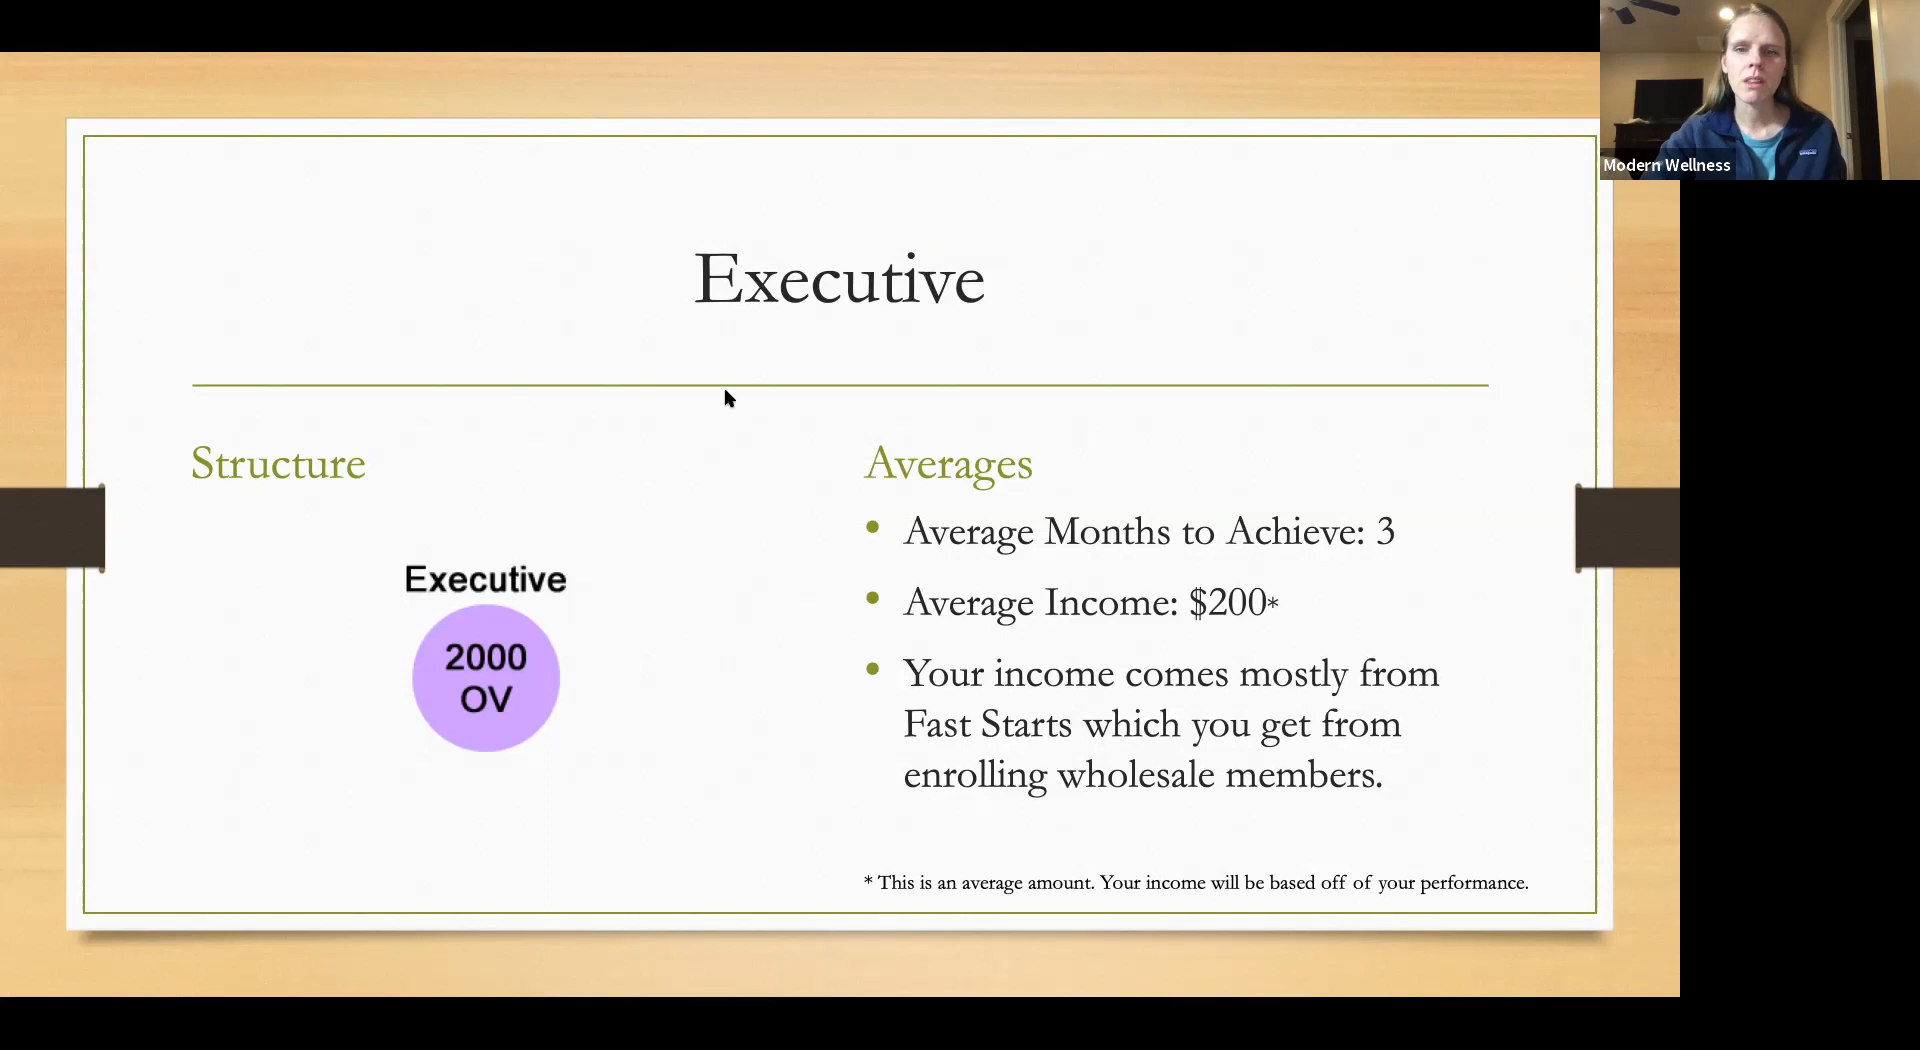 Modern Wellness
Executive
Structure
Executive
2000
OV
Averages
• Average Months to Achieve: 3
• Average Income: $200*
• Your income comes mostly from
Fast Starts which you get from
enrolling wholesale members.
* This is an average amount. Your income will be based off of your performance.